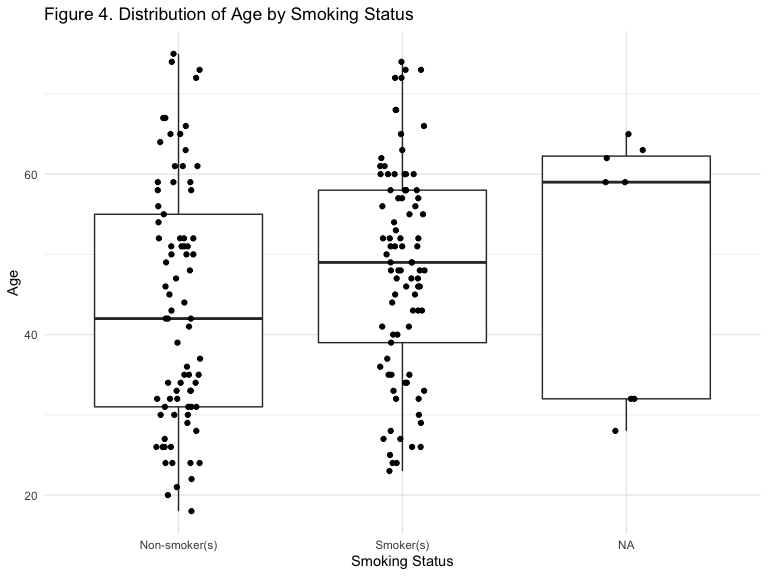 Figure 4. Distribution of Age by Smoking Status
Age
60
40
20
Non-smoker(s)
Smoker(s)
NA
Smoking Status